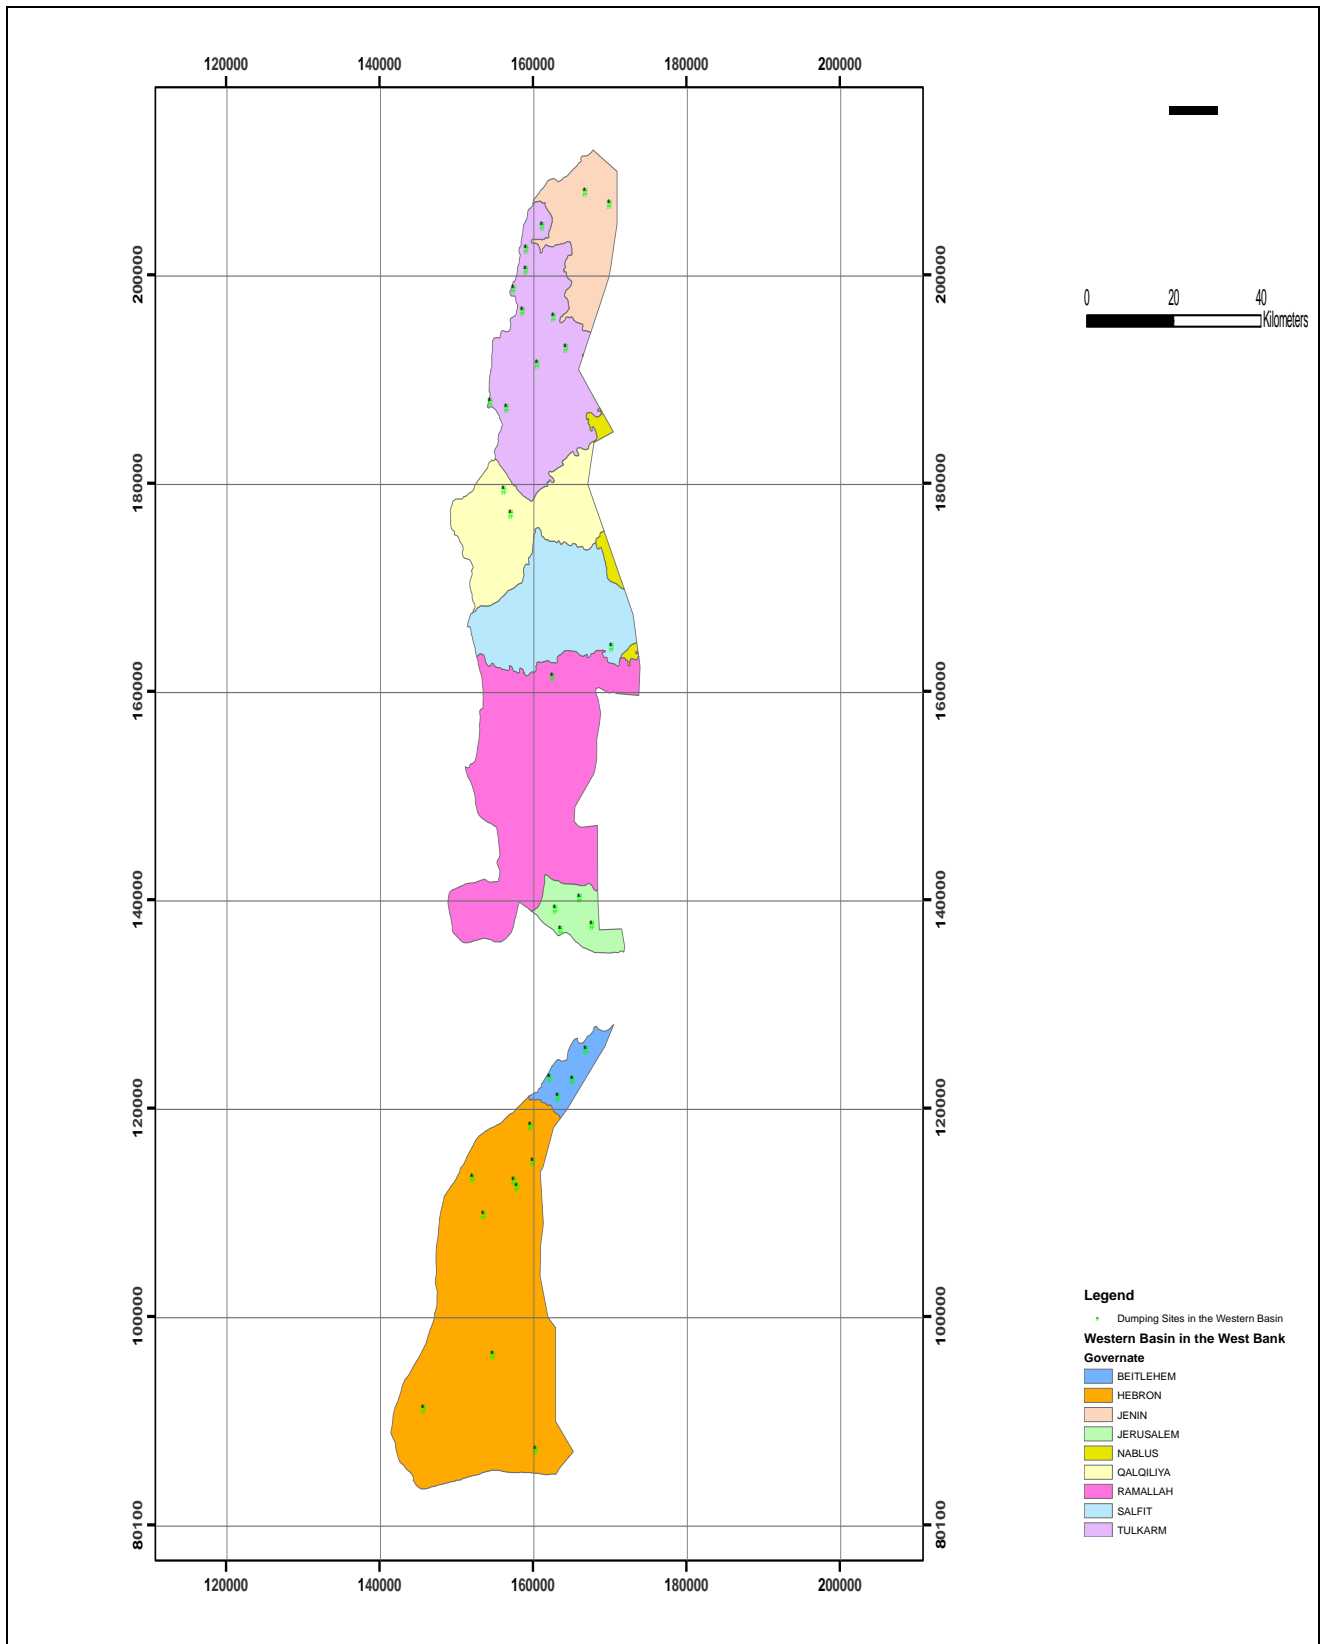 120000 140000 160000 180000 200000
200000 200000
0 20 40
Kilometers
180000 180000
160000 160000
140000 140000
120000 120000
100000 100000
Legend
Dumping Sites in the Western Basin
Western Basin in the West Bank
Governate
BEITLEHEM
HEBRON
JENIN
JERUSALEM
NABLUS
QALQILIYA
RAMALLAH
SALFIT
TULKARM
80100 80100
120000 140000 160000 180000 200000